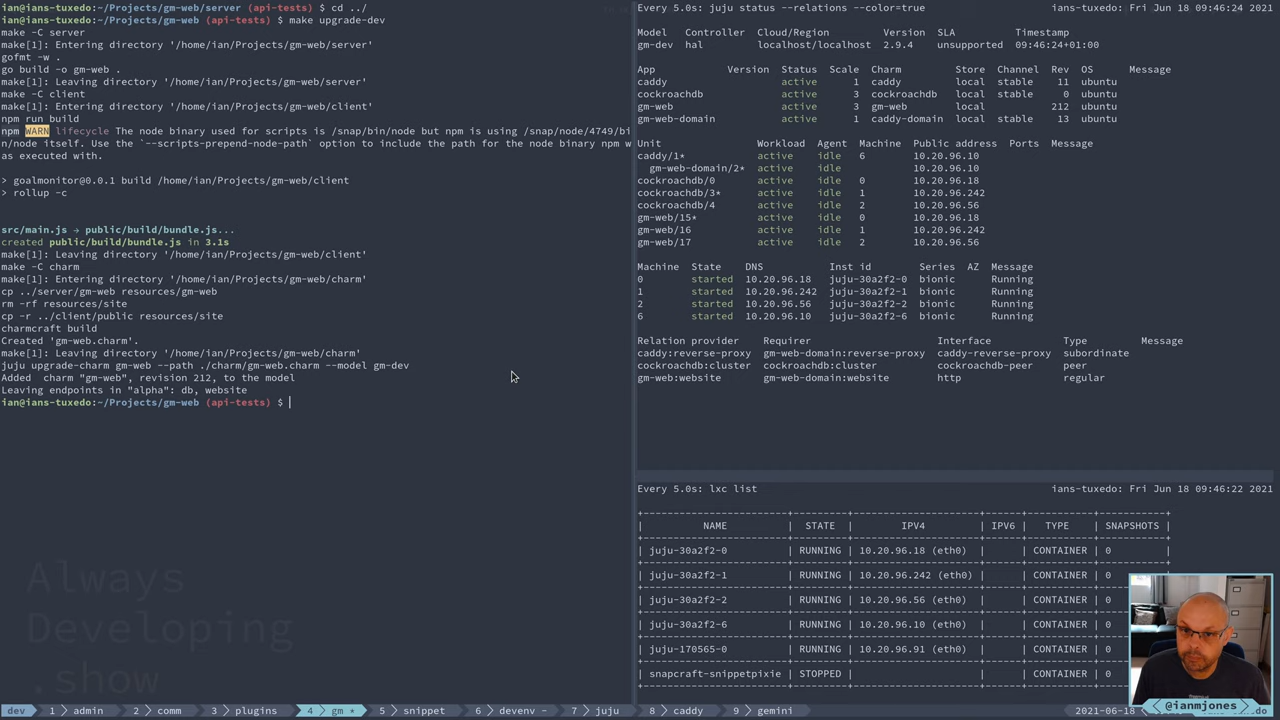 ian@ians-tuxedo:~/Projects/gm-web/server (api-tests) $ cd ../
ian@ians-tuxedo:~/Projects/gm-web (api-tests) $ make upgrade-dev
make -C server
make[1]: Entering directory '/home/ian/Projects/gm-web/server'
gofmt -w .
go build -o gm-web .
make[1]: Leaving directory '/home/ian/Projects/gm-web/server'
make -C client
make[1]: Entering directory '/home/ian/Projects/gm-web/client'
npm run build
npm WARN lifecycle The node binary used for scripts is /snap/bin/node but npm is using /snap/node/4749/bi
n/node itself. Use the `--scripts-prepend-node-path` option to include the path for the node binary npm w
as executed with.
> goalmonitor@0.0.1 build /home/ian/Projects/gm-web/client
> rollup -c
src/main.js → public/build/bundle.js...
created public/build/bundle.js in 3.1s
make[1]: Leaving directory '/home/ian/Projects/gm-web/client'
make -C charm
make[1]: Entering directory '/home/ian/Projects/gm-web/charm'
cp ../server/gm-web resources/gm-web
rm -rf resources/site
cp -r ../client/public resources/site
charmcraft build
Created 'gm-web.charm'.
make[1]: Leaving directory '/home/ian/Projects/gm-web/charm'
juju upgrade-charm gm-web --path ./charm/gm-web.charm --model gm-dev
Added charm "gm-web", revision 212, to the model
Leaving endpoints in "alpha": db, website
ian@ians-tuxedo:~/Projects/gm-web (api-tests) $
Always
Developing
.show
Every 5.0s: juju status --relations --color=true ians-tuxedo: Fri Jun 18 09:46:24 2021
Model Controller Cloud/Region Version SLA Timestamp
gm-dev hal localhost/localhost 2.9.4 unsupported 09:46:24+01:00
App Version Status Scale Charm Store Channel Rev OS Message
caddy active 1 caddy local stable 11 ubuntu
cockroachdb active 3 cockroachdb local stable 0 ubuntu
gm-web active 3 gm-web local 212 ubuntu
gm-web-domain active 1 caddy-domain local stable 13 ubuntu
Unit Workload Agent Machine Public address Ports Message
caddy/1* active idle 6 10.20.96.10
gm-web-domain/2* active idle 10.20.96.10
cockroachdb/0 active idle 0 10.20.96.18
cockroachdb/3* active idle 1 10.20.96.242
cockroachdb/4 active idle 2 10.20.96.56
gm-web/15* active idle 0 10.20.96.18
gm-web/16 active idle 1 10.20.96.242
gm-web/17 active idle 2 10.20.96.56
Machine State DNS Inst id Series AZ Message
0 started 10.20.96.18 juju-30a2f2-0 bionic Running
1 started 10.20.96.242 juju-30a2f2-1 bionic Running
2 started 10.20.96.56 juju-30a2f2-2 bionic Running
6 started 10.20.96.10 juju-30a2f2-6 bionic Running
Relation provider Requirer Interface Type Message
caddy:reverse-proxy gm-web-domain:reverse-proxy caddy-reverse-proxy subordinate
cockroachdb:cluster cockroachdb:cluster cockroachdb-peer peer
gm-web:website gm-web-domain:website http regular
Every 5.0s: lxc list ians-tuxedo: Fri Jun 18 09:46:22 2021
| NAME | STATE | IPV4 | IPV6 | TYPE | SNAPSHOTS |
| juju-30a2f2-0 | RUNNING | 10.20.96.18 (eth0) | | CONTAINER | 0 |
| juju-30a2f2-1 | RUNNING | 10.20.96.242 (eth0) | | CONTAINER | 0
| juju-30a2f2-2 | RUNNING | 10.20.96.56 (eth0) | | CONTAINER | 0
| juju-30a2f2-6 | RUNNING | 10.20.96.10 (eth0) | | CONTAINER | 0
| juju-170565-0 | RUNNING | 10.20.96.91 (eth0) | | CONTAINER | 0
| snapcraft-snippetpixie | STOPPED | | | CONTAINER | 0
@ianmjones
dev 1 admin 2 comm 3 plugins 4 gm * 5 snippet 6 devenv - 7 juju 8 caddy 9 gemini 2021-06-18